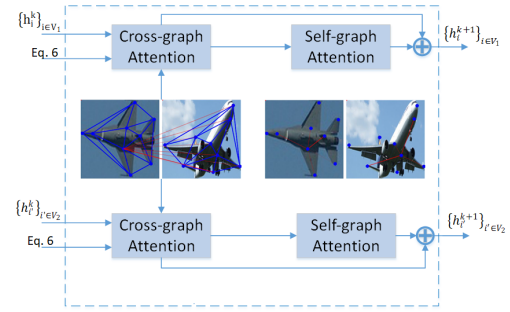 {h_i^k}_{i∈V_1}
Cross-graph Attention
Self-graph Attention
{h_i^{k+1}}_{i∈V_1}
Eq. 6
{h_{i'}^k}_{i'∈V_2}
Cross-graph Attention
Self-graph Attention
{h_{i'}^{k+1}}_{i'∈V_2}
Eq. 6